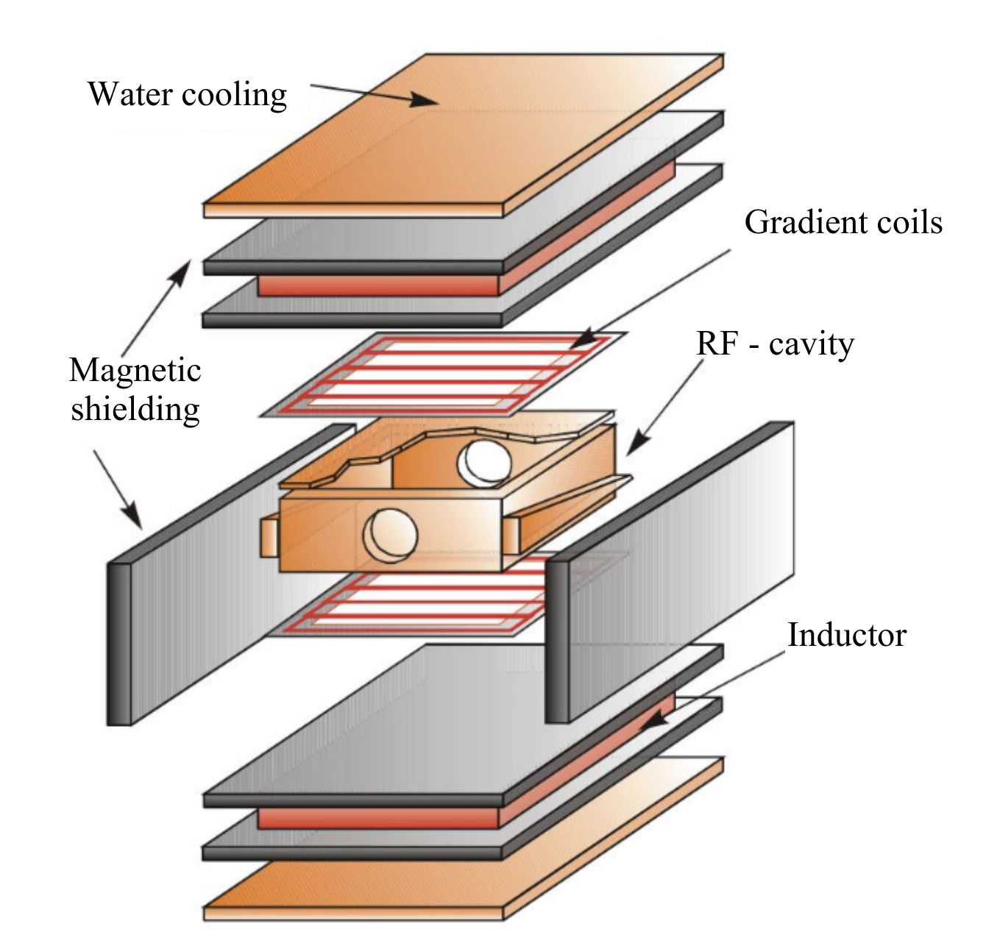 Water cooling
Gradient coils
RF - cavity
Magnetic
shielding
Inductor